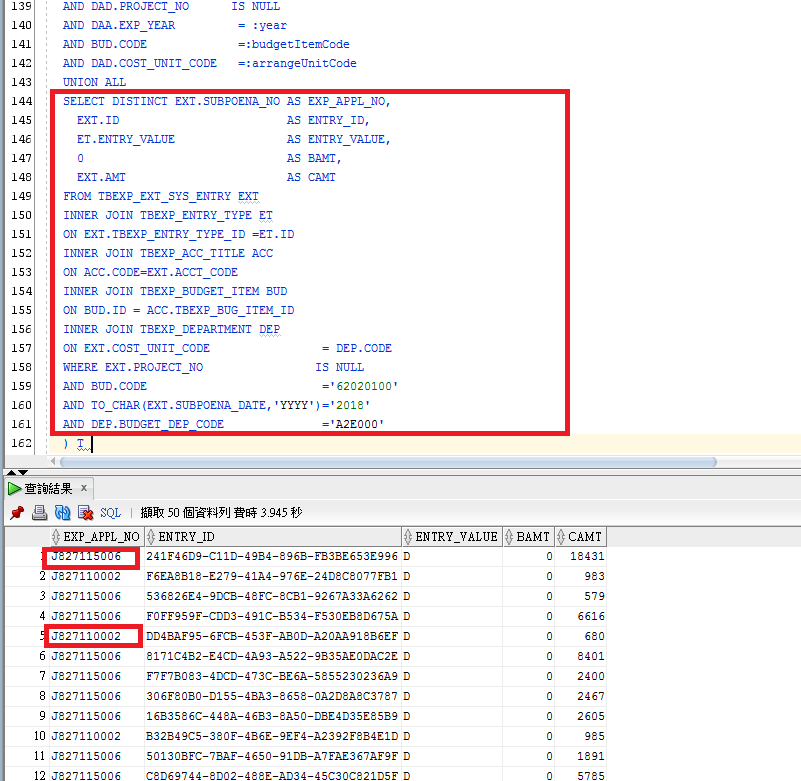 139 AND DAD.PROJECT_NO IS NULL
140 AND DAA.EXP_YEAR = :year
141 AND BUD.CODE =:budgetItemCode
142 AND DAD.COST_UNIT_CODE =:arrangeUnitCode
143 UNION ALL
144 SELECT DISTINCT EXT.SUBPOENA_NO AS EXP_APPL_NO,
145 EXT.ID AS ENTRY_ID,
146 ET.ENTRY_VALUE AS ENTRY_VALUE,
147 0 AS BAMT,
148 EXT.AMT AS CAMT
149 FROM TBEXP_EXT_SYS_ENTRY EXT
150 INNER JOIN TBEXP_ENTRY_TYPE ET
151 ON EXT.TBEXP_ENTRY_TYPE_ID =ET.ID
152 INNER JOIN TBEXP_ACC_TITLE ACC
153 ON ACC.CODE=EXT.ACCT_CODE
154 INNER JOIN TBEXP_BUDGET_ITEM BUD
155 ON BUD.ID = ACC.TBEXP_BUG_ITEM_ID
156 INNER JOIN TBEXP_DEPARTMENT DEP
157 ON EXT.COST_UNIT_CODE = DEP.CODE
158 WHERE EXT.PROJECT_NO IS NULL
159 AND BUD.CODE ='62020100'
160 AND TO_CHAR(EXT.SUBPOENA_DATE,'YYYY')='2018'
161 AND DEP.BUDGET_DEP_CODE ='A2E000'
162 ) T
查詢結果 ×
SQL | 擷取 50 個資料列 費時 3.945 秒
EXP_APPL_NO ENTRY_ID ENTRY_VALUE BAMT CAMT
1 J827115006 241F46D9-C11D-49B4-896B-FB3BE653E996 D 0 18431
2 J827110002 F6EA8B18-E279-41A4-976E-24D8C8077FB1 D 0 983
3 J827115006 536826E4-9DCB-48FC-8CB1-9267A33A6262 D 0 579
4 J827115006 F0FF959F-CDD3-491C-B534-F530EB8D675A D 0 6616
5 J827110002 DD4BAF95-6FCB-453F-AB0D-A20AA918B6EF D 0 680
6 J827115006 8171C4B2-E4CD-4A93-A522-9B35AE0DAC2E D 0 8401
7 J827115006 F7F7B083-4DCD-473C-BE6A-5855230236A9 D 0 2400
8 J827115006 306F80B0-D155-4BA3-8658-0A2D8A8C3787 D 0 2467
9 J827115006 16B3586C-448A-46B3-8A50-DBE4D35E85B9 D 0 2605
10 J827110002 B32B49C5-380F-4B6E-9EF4-A2392F8B4E1D D 0 985
11 J827115006 50130BFC-7BAF-4650-91DB-A7FAE367AF9F D 0 1891
12 J827115006 C8D69744-8D02-488E-AD34-45C30C821D5F D 0 5785